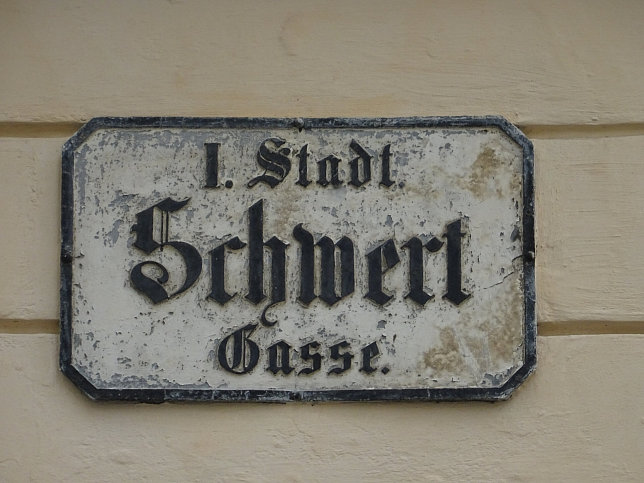 I. Stadt.
Schwert
Gasse.